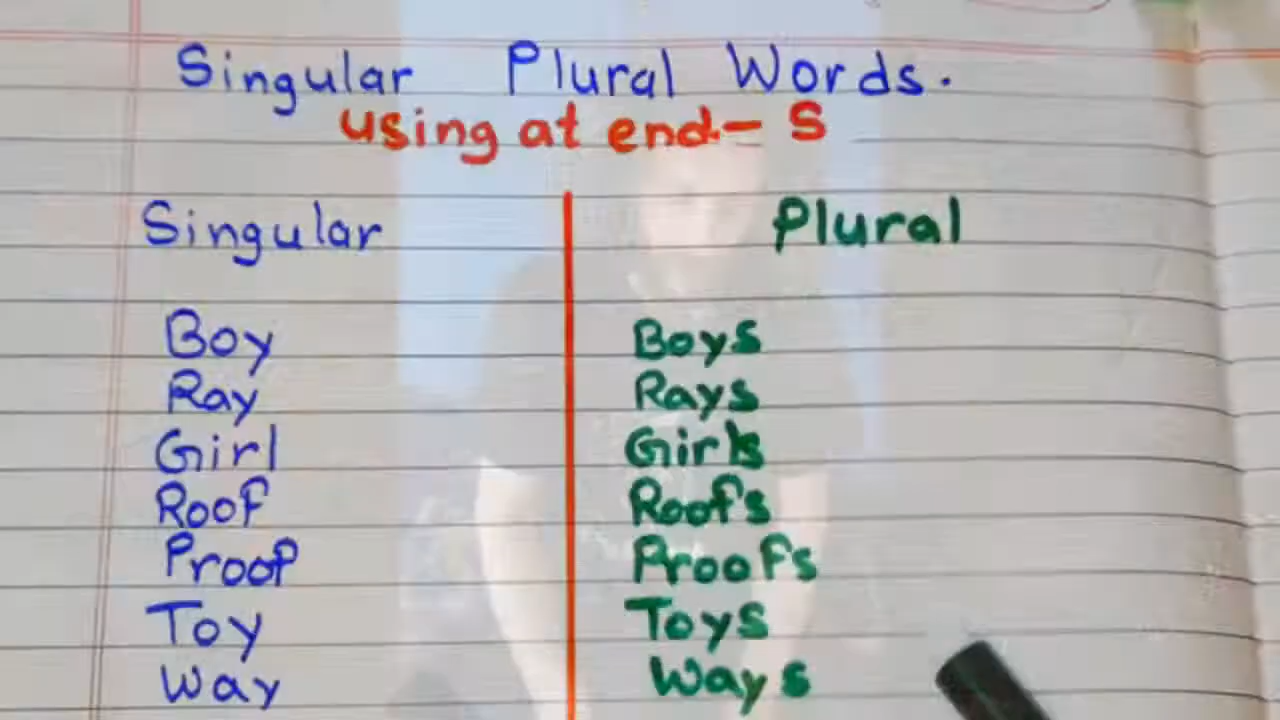 Singular Plural Words.
using at end- s
Singular Plural
Boy Boys
Ray Rays
Girl Girls
Roof Roofs
Proof Proofs
Toy Toys
Way Ways